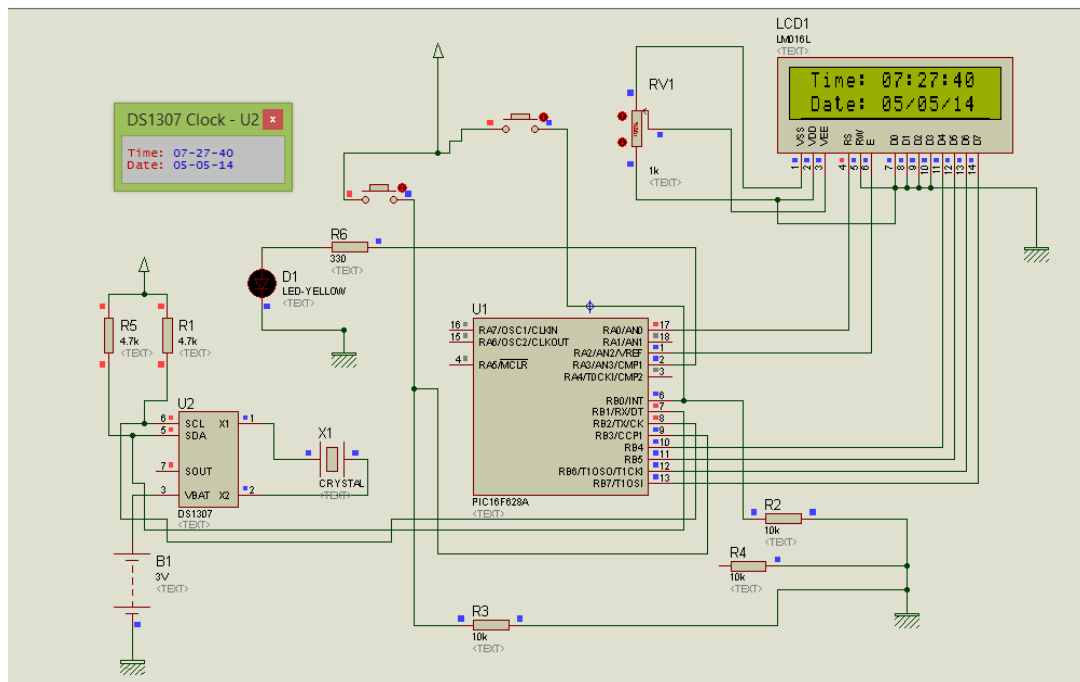 LCD1
LM016L
<TEXT>
Time: 07:27:40
Date: 05/05/14
VSS
VDD
VEE
RS
RW
E
D0
D1
D2
D3
D4
D5
D6
D7
1
2
3
4
5
6
7
8
9
10
11
12
13
14
RV1
100%
1k
<TEXT>
DS1307 Clock - U2 x
Time: 07-27-40
Date: 05-05-14
R6
330
<TEXT>
D1
LED-YELLOW
<TEXT>
R5
4.7k
<TEXT>
R1
4.7k
<TEXT>
U1
16 RA7/OSC1/CLKIN RA0/AN0 17
15 RA6/OSC2/CLKOUT RA1/AN1 18
RA2/AN2/VREF 1
4 RA5/MCLR RA3/AN3/CMP1 2
RA4/T0CKI/CMP2 3
RB0/INT 6
RB1/RX/DT 7
RB2/TX/CK 8
RB3/CCP1 9
RB4 10
RB5 11
RB6/T1OSO/T1CKI 12
RB7/T1OSI 13
PIC16F628A
<TEXT>
U2
6 SCL X1 1
5 SDA
7 SOUT
3 VBAT X2 2
DS1307
<TEXT>
X1
CRYSTAL
<TEXT>
B1
3V
<TEXT>
R2
10k
<TEXT>
R4
10k
<TEXT>
R3
10k
<TEXT>